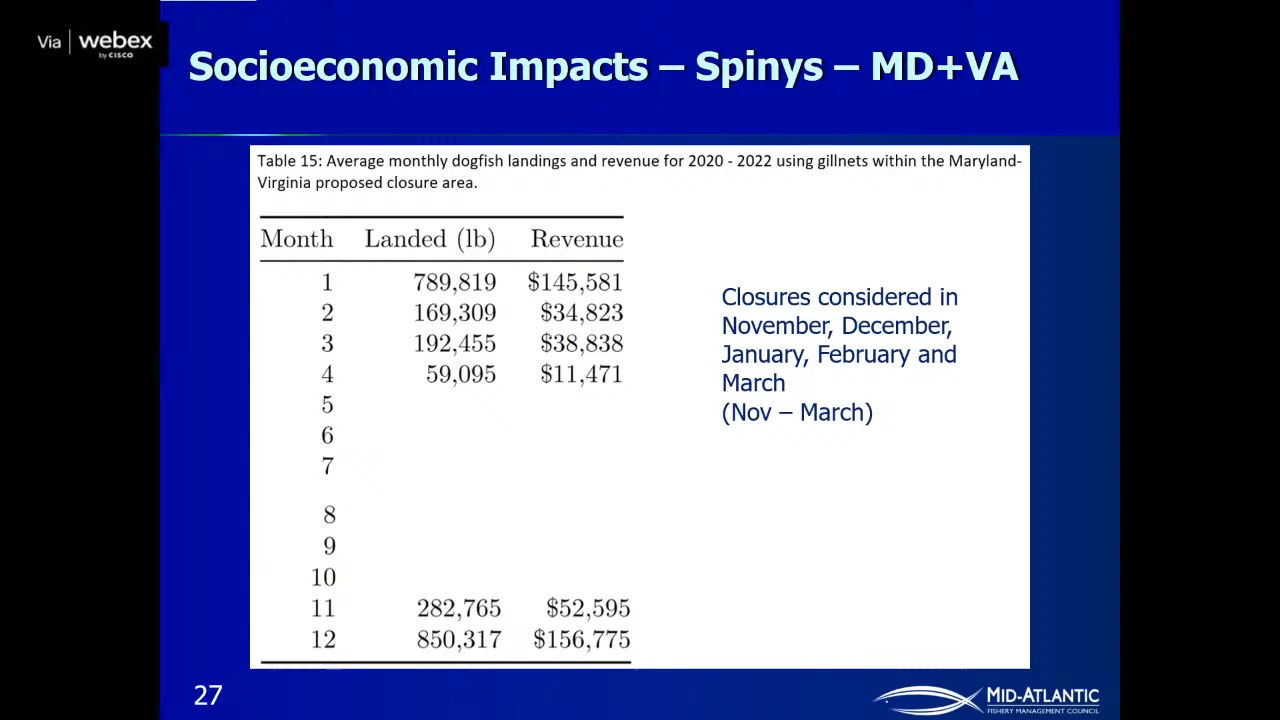 Via webex
by CISCO
Socioeconomic Impacts – Spinys – MD+VA
Table 15: Average monthly dogfish landings and revenue for 2020 - 2022 using gillnets within the Maryland-
Virginia proposed closure area.
Month Landed (lb) Revenue
1 789,819 $145,581
2 169,309 $34,823
3 192,455 $38,838
4 59,095 $11,471
5
6
7
8
9
10
11 282,765 $52,595
12 850,317 $156,775
Closures considered in
November, December,
January, February and
March
(Nov – March)
27
MID-ATLANTIC
FISHERY MANAGEMENT COUNCIL